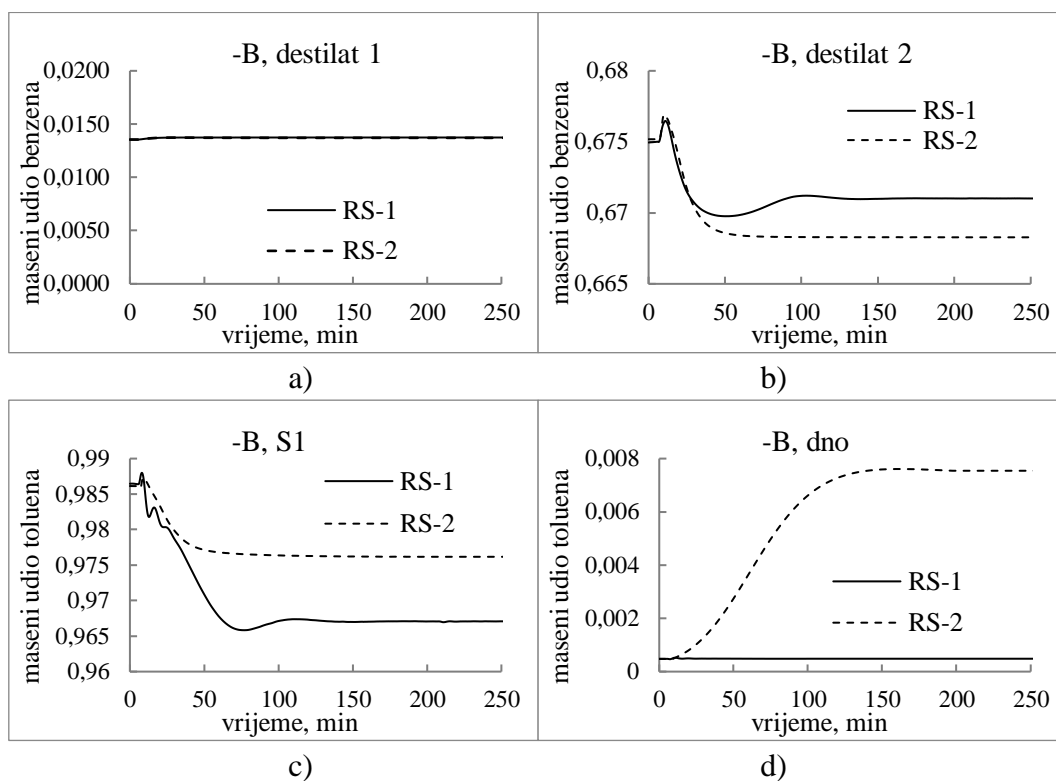 -B, destilat 1
maseni udio benzena
0,0200
0,0150
0,0100
0,0050
0,0000
RS-1
RS-2
0 50 100 150 200 250
vrijeme, min
a)
-B, destilat 2
maseni udio benzena
0,68
0,675
0,67
0,665
RS-1
RS-2
0 50 100 150 200 250
vrijeme, min
b)
-B, S1
maseni udio toluena
0,99
0,985
0,98
0,975
0,97
0,965
0,96
RS-1
RS-2
0 50 100 150 200 250
vrijeme, min
c)
-B, dno
maseni udio toluena
0,008
0,006
0,004
0,002
0
RS-1
RS-2
0 50 100 150 200 250
vrijeme, min
d)